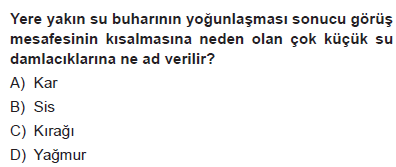 Yere yakın su buharının yoğunlaşması sonucu görüş
mesafesinin kısalmasına neden olan çok küçük su
damlacıklarına ne ad verilir?
A) Kar
B) Sis
C) Kırağı
D) Yağmur